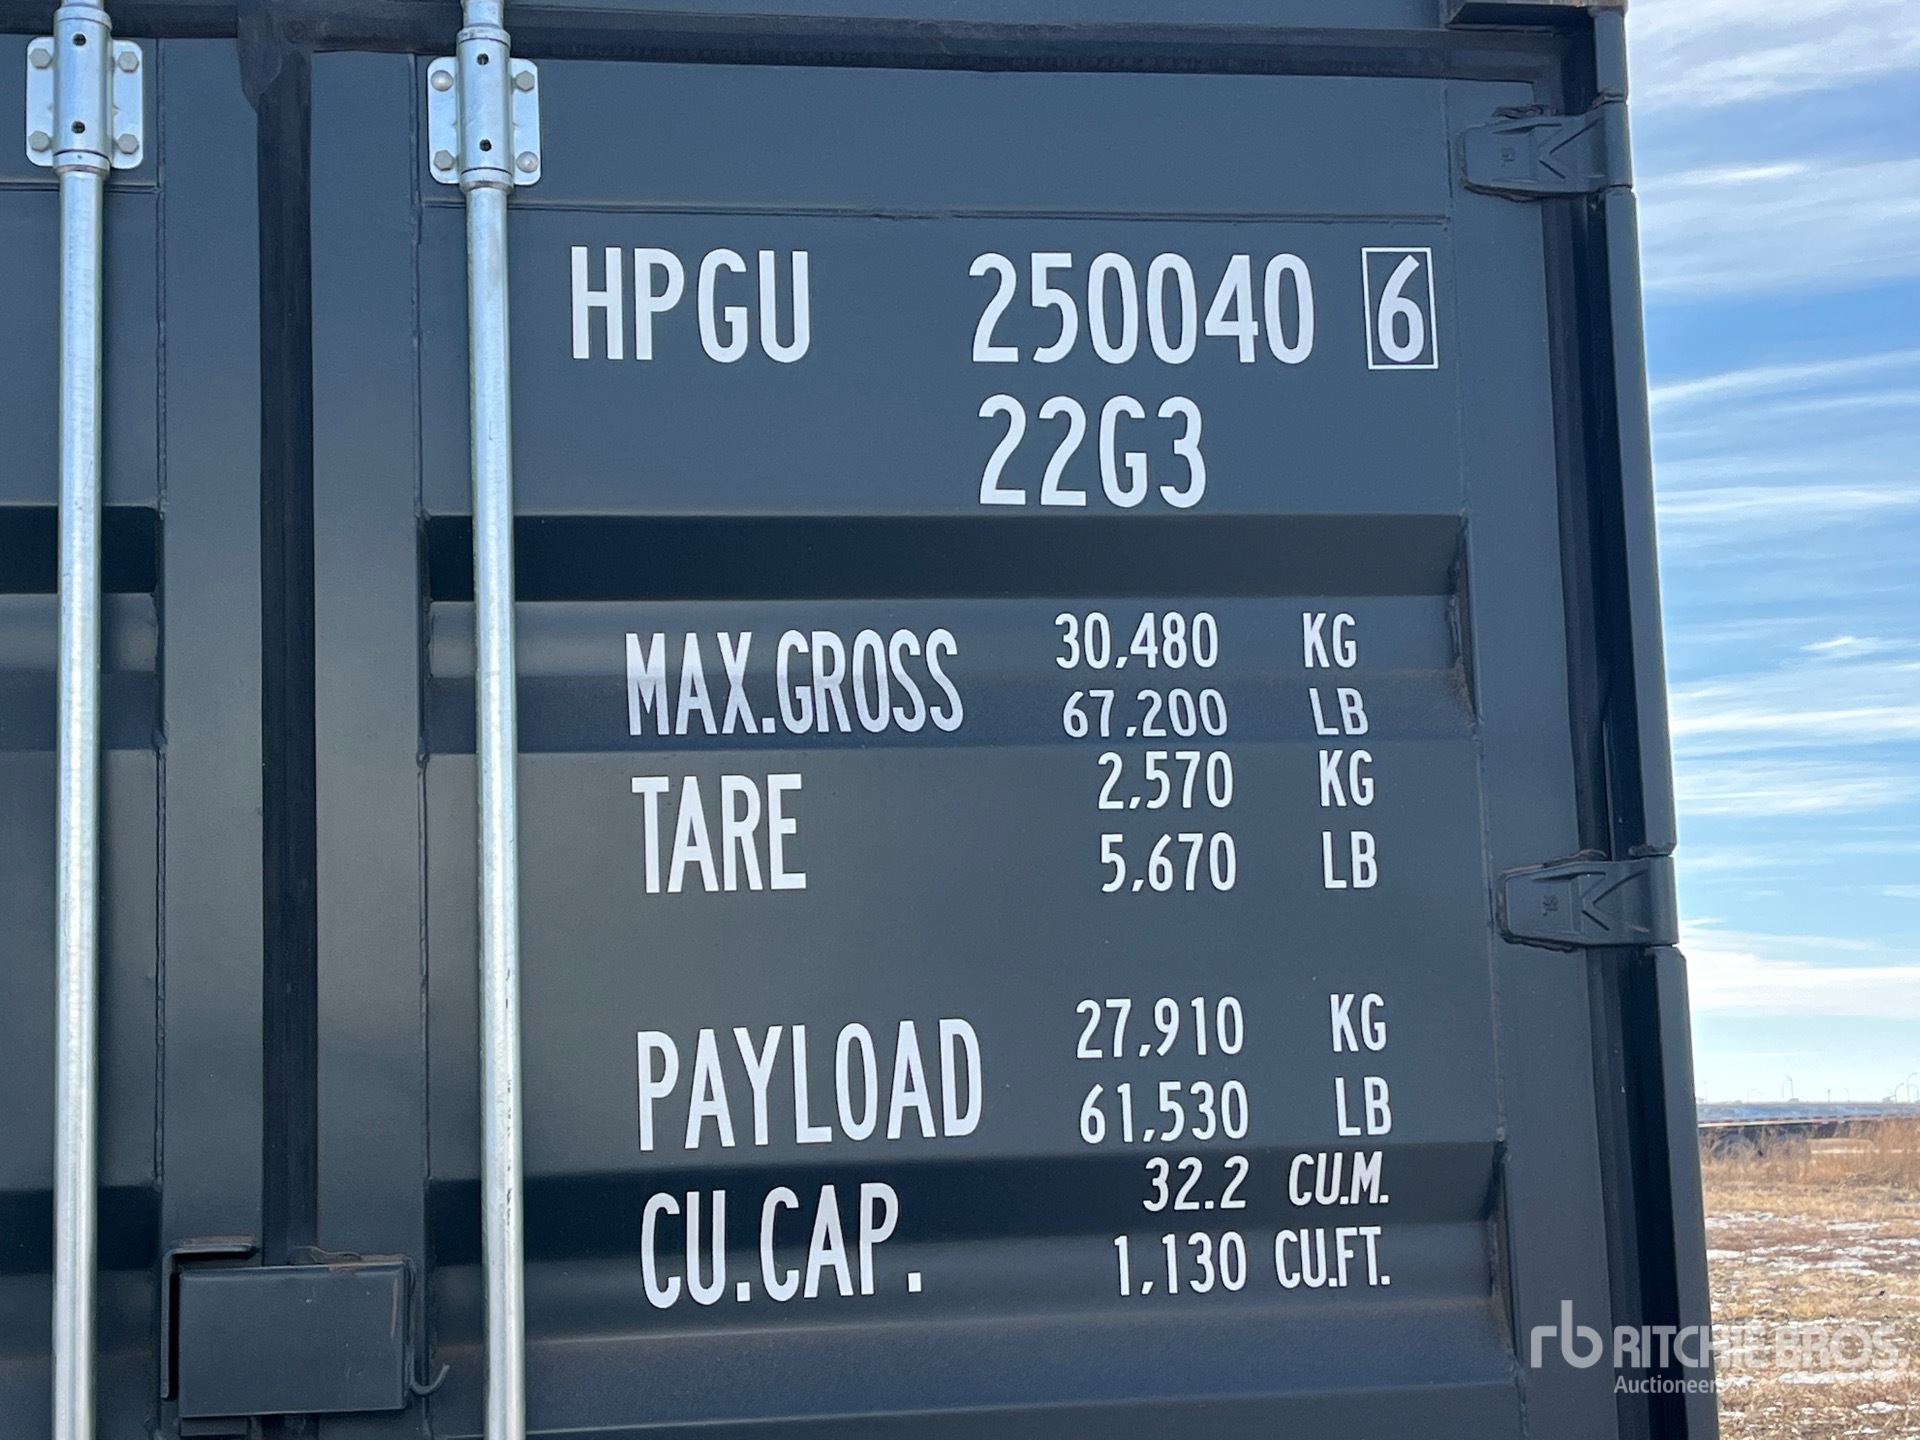 HPGU 250040 6
22G3
MAX.GROSS 30,480 KG
67,200 LB
TARE 2,570 KG
5,670 LB
PAYLOAD 27,910 KG
61,530 LB
CU.CAP. 32.2 CU.M.
1,130 CU.FT.
rb RITCHIE BROS.
Auctioneers